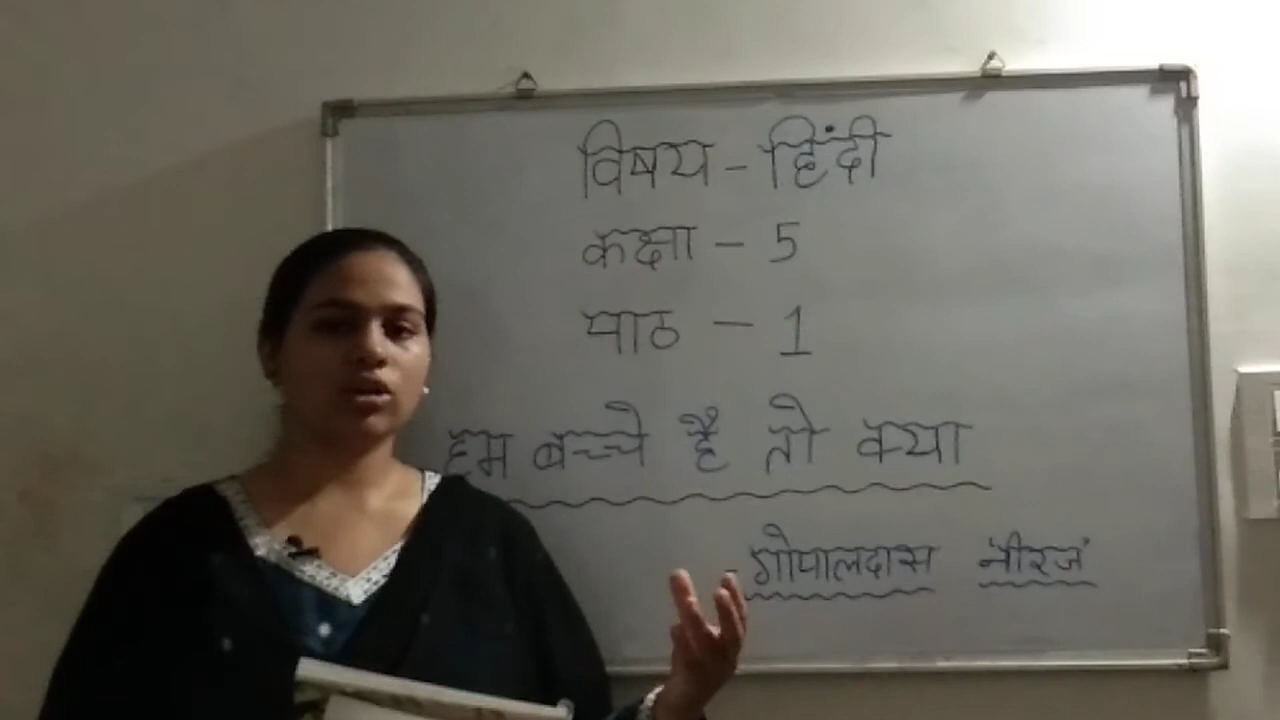 विषय - हिंदी
कक्षा - 5
पाठ - 1
हम बच्चे है तो क्या
- गोपालदास 'नीरज'